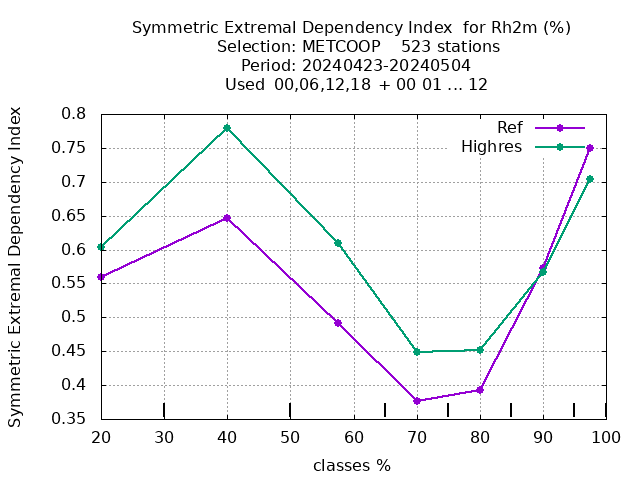 Symmetric Extremal Dependency Index  for Rh2m (%)
Selection: METCOOP    523 stations
Period: 20240423-20240504
Used  00,06,12,18 + 00 01 ... 12
Symmetric Extremal Dependency Index
0.8
0.75
0.7
0.65
0.6
0.55
0.5
0.45
0.4
0.35
Ref
Highres
20 30 40 50 60 70 80 90 100
classes %